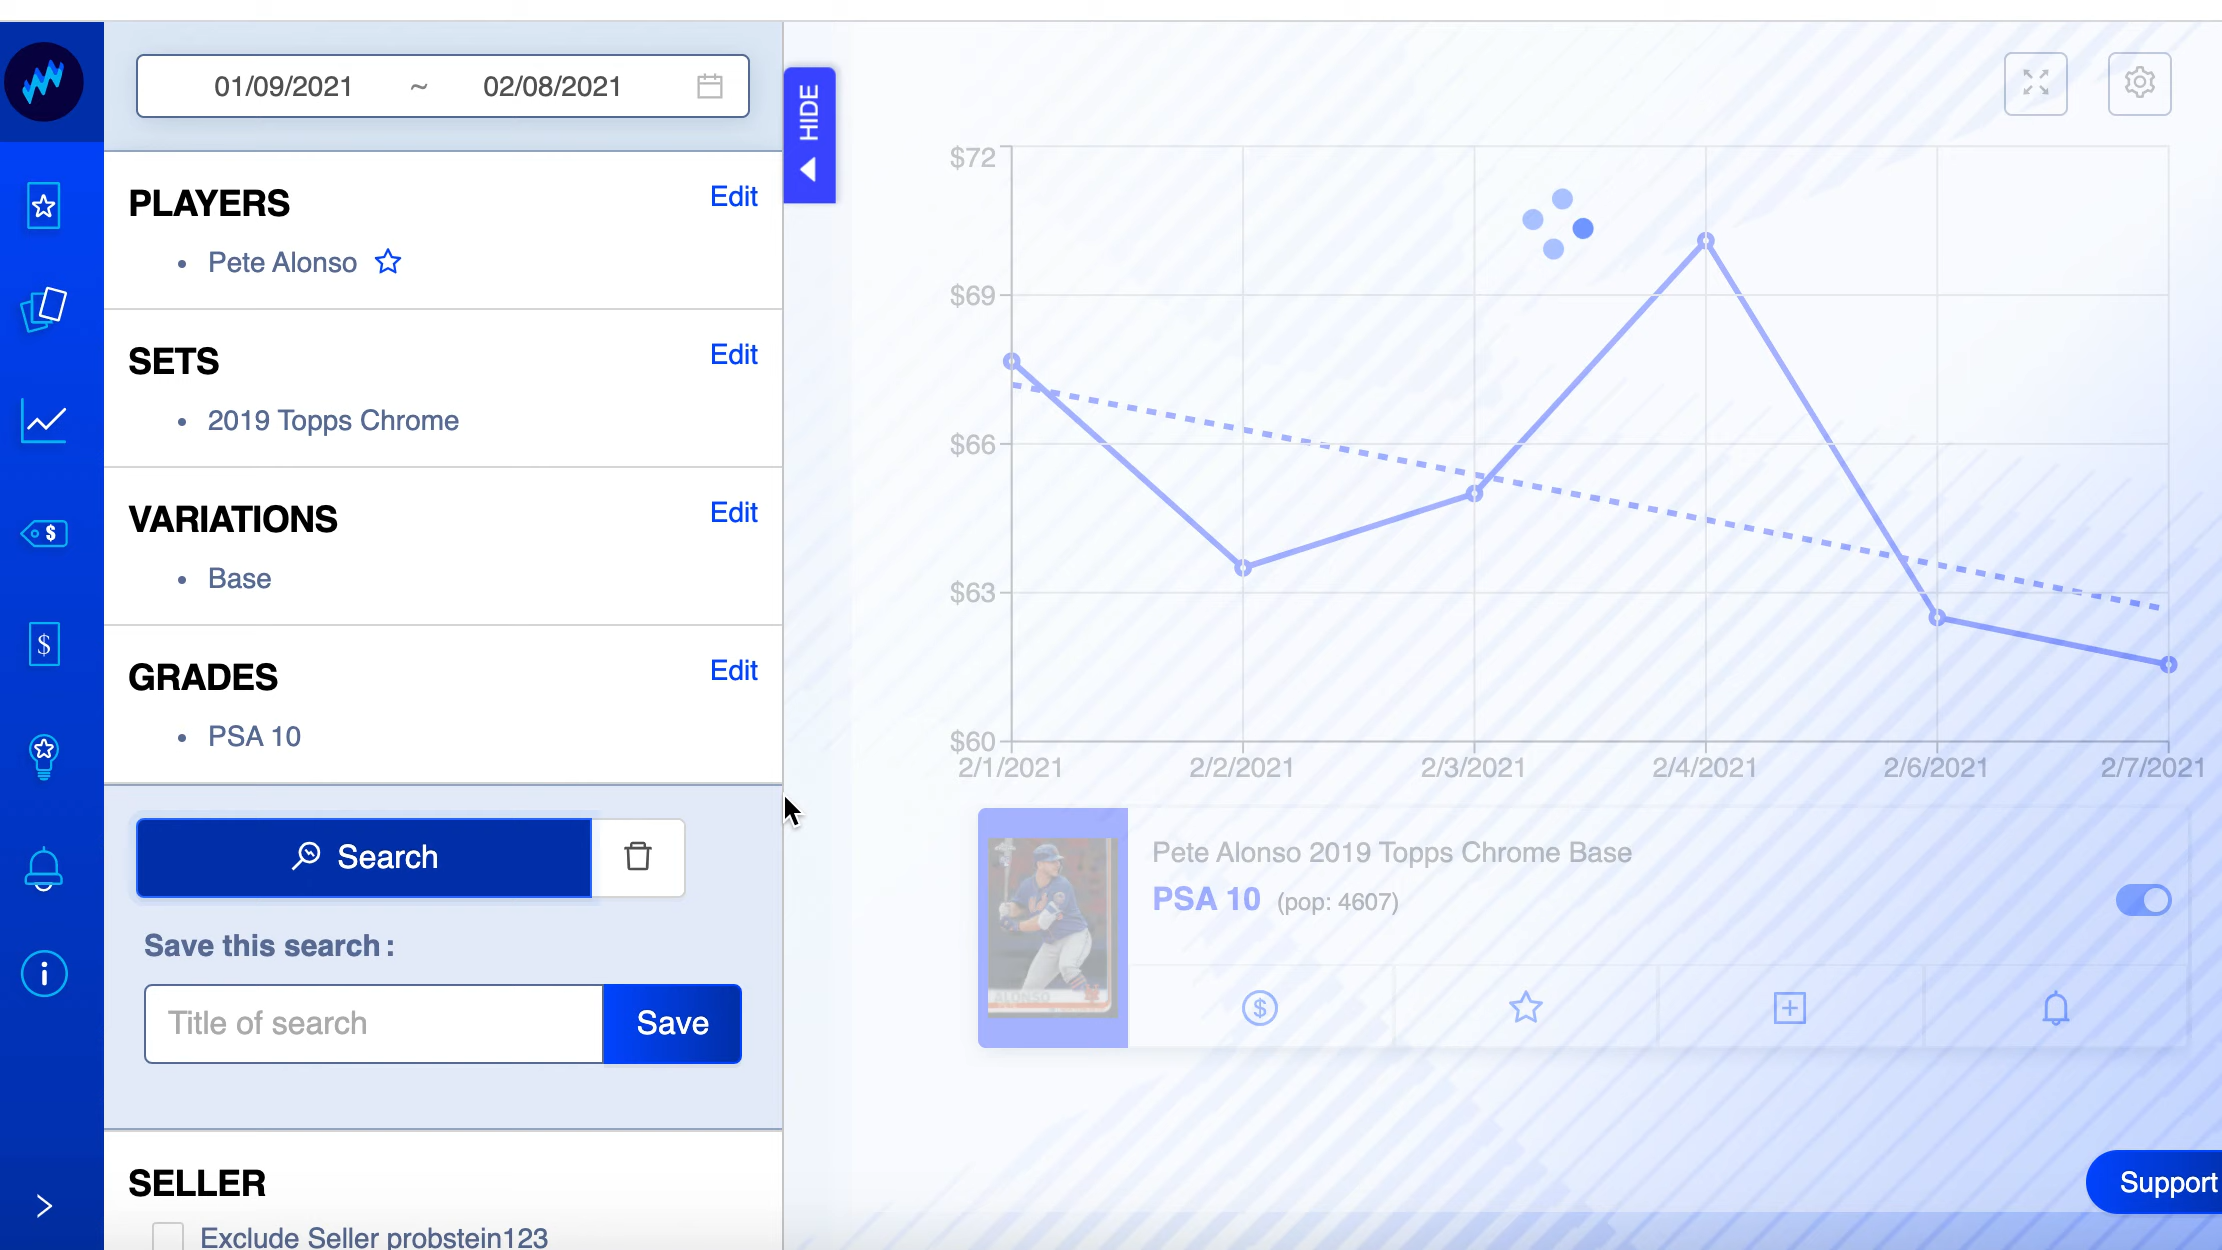 01/09/2021 ~ 02/08/2021
HIDE
PLAYERS Edit
• Pete Alonso
SETS Edit
• 2019 Topps Chrome
VARIATIONS Edit
• Base
GRADES Edit
• PSA 10
Search
Save this search :
Title of search Save
SELLER
Exclude Seller probstein123
$72
$69
$66
$63
$60
2/1/2021 2/2/2021 2/3/2021 2/4/2021 2/6/2021 2/7/2021
ALONSO
Pete Alonso 2019 Topps Chrome Base
PSA 10 (pop: 4607)
Support